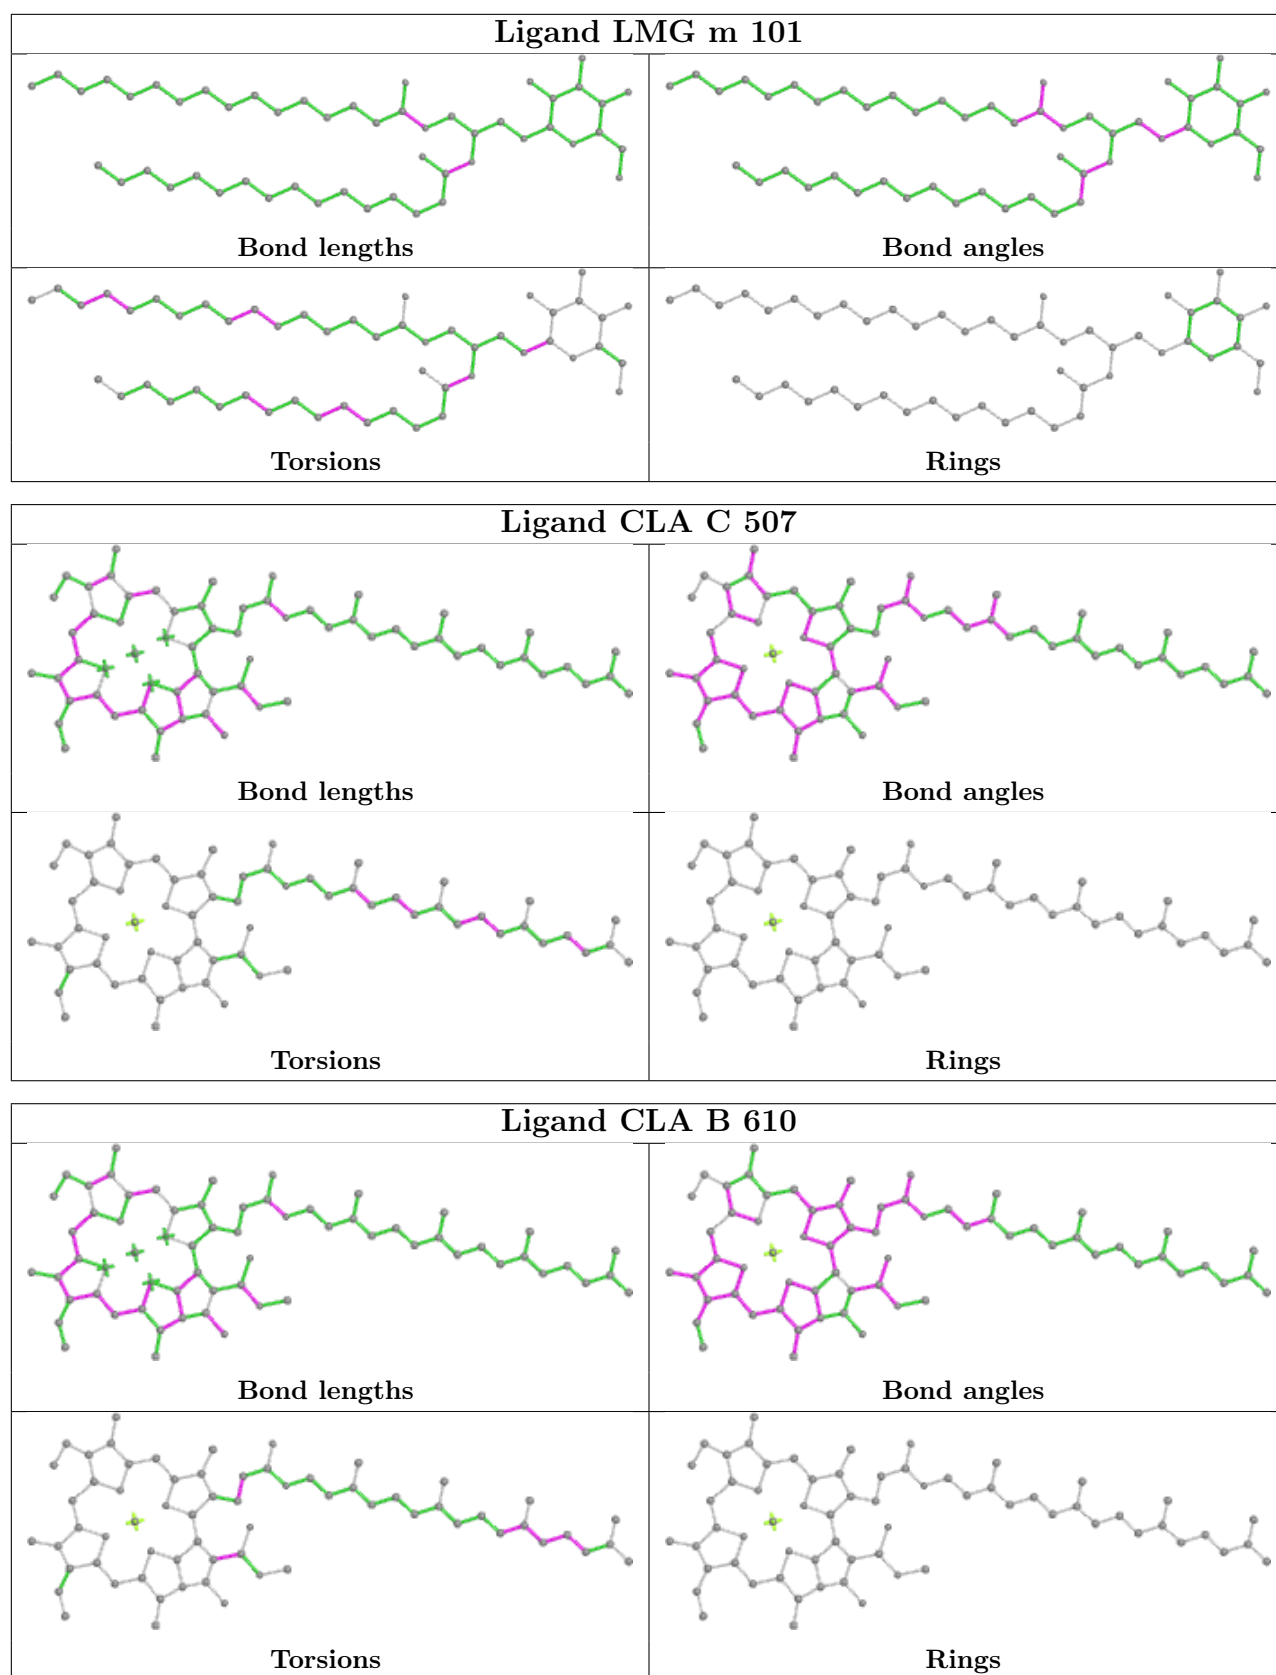 Ligand LMG m 101
Bond lengths
Bond angles
Torsions
Rings
Ligand CLA C 507
Bond lengths
Bond angles
Torsions
Rings
Ligand CLA B 610
Bond lengths
Bond angles
Torsions
Rings